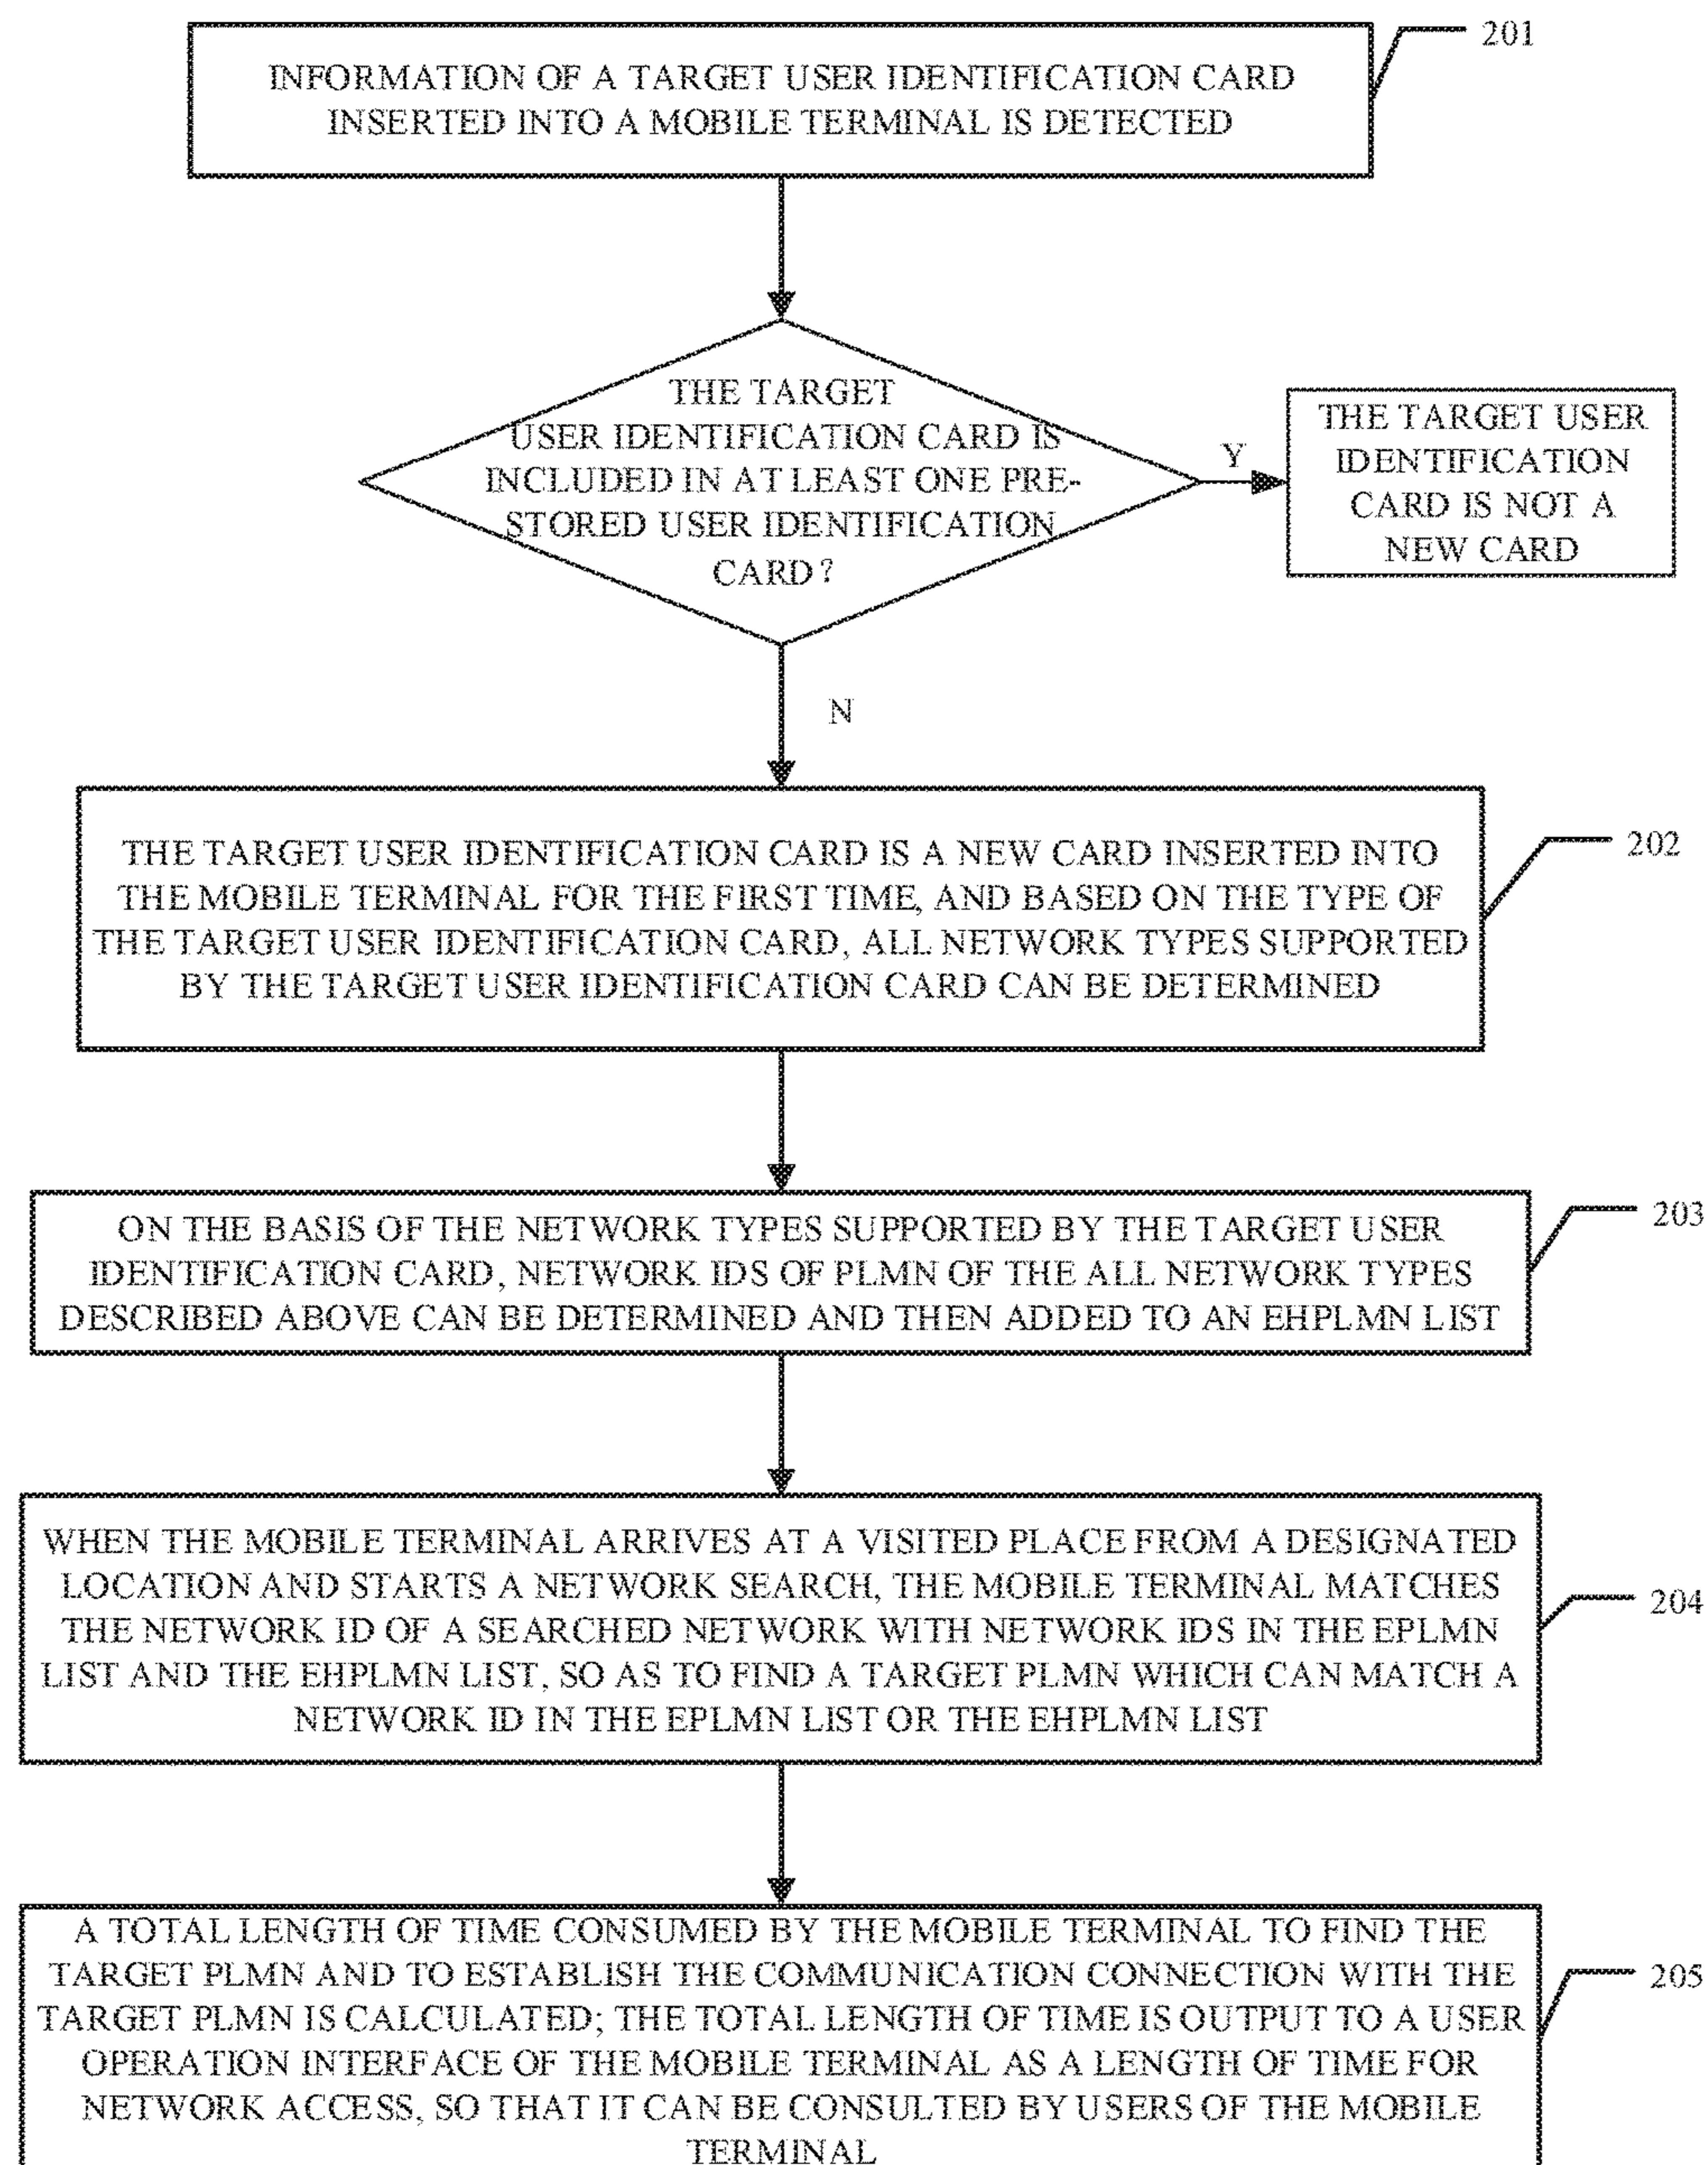 201
INFORMATION OF A TARGET USER IDENTIFICATION CARD
INSERTED INTO A MOBILE TERMINAL IS DETECTED
THE TARGET
USER IDENTIFICATION CARD IS
INCLUDED IN AT LEAST ONE PRE-
STORED USER IDENTIFICATION
CARD?
Y
THE TARGET USER
IDENTIFICATION
CARD IS NOT A
NEW CARD
N
202
THE TARGET USER IDENTIFICATION CARD IS A NEW CARD INSERTED INTO
THE MOBILE TERMINAL FOR THE FIRST TIME, AND BASED ON THE TYPE OF
THE TARGET USER IDENTIFICATION CARD, ALL NETWORK TYPES SUPPORTED
BY THE TARGET USER IDENTIFICATION CARD CAN BE DETERMINED
203
ON THE BASIS OF THE NETWORK TYPES SUPPORTED BY THE TARGET USER
IDENTIFICATION CARD, NETWORK IDS OF PLMN OF THE ALL NETWORK TYPES
DESCRIBED ABOVE CAN BE DETERMINED AND THEN ADDED TO AN EHPLMN LIST
WHEN THE MOBILE TERMINAL ARRIVES AT A VISITED PLACE FROM A DESIGNATED
LOCATION AND STARTS A NETWORK SEARCH, THE MOBILE TERMINAL MATCHES
THE NETWORK ID OF A SEARCHED NETWORK WITH NETWORK IDS IN THE EPLMN
LIST AND THE EHPLMN LIST, SO AS TO FIND A TARGET PLMN WHICH CAN MATCH A
NETWORK ID IN THE EPLMN LIST OR THE EHPLMN LIST
204
A TOTAL LENGTH OF TIME CONSUMED BY THE MOBILE TERMINAL TO FIND THE
TARGET PLMN AND TO ESTABLISH THE COMMUNICATION CONNECTION WITH THE
TARGET PLMN IS CALCULATED; THE TOTAL LENGTH OF TIME IS OUTPUT TO A USER
OPERATION INTERFACE OF THE MOBILE TERMINAL AS A LENGTH OF TIME FOR
NETWORK ACCESS, SO THAT IT CAN BE CONSULTED BY USERS OF THE MOBILE
TERMINAL
205